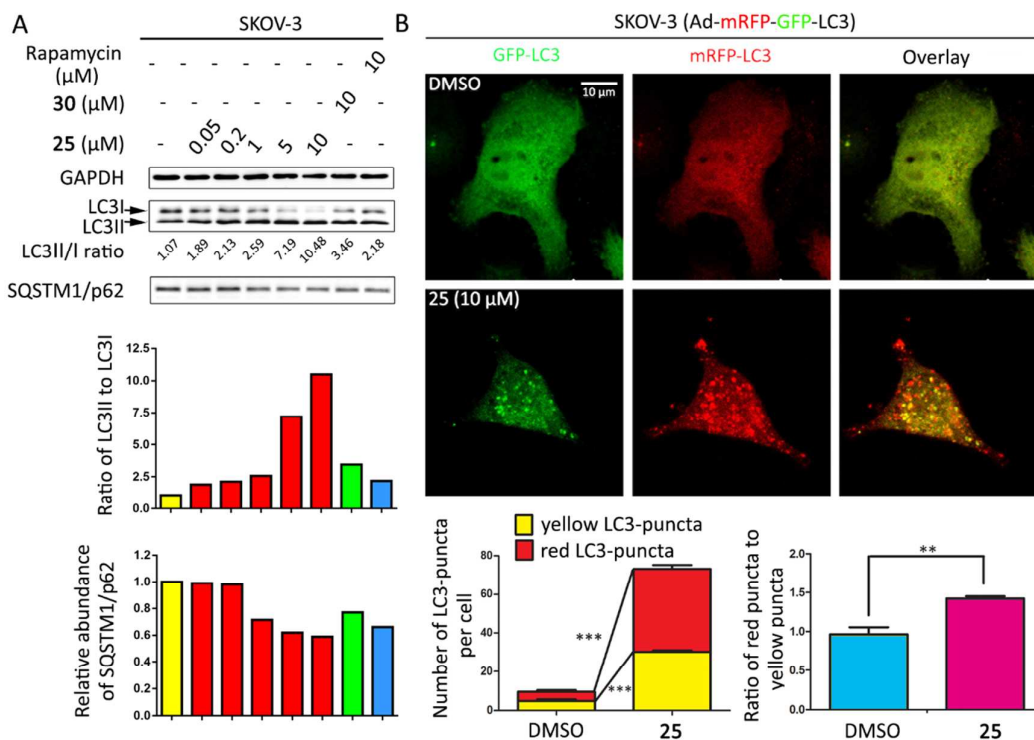 A
SKOV-3
Rapamycin (μM) - - - - - - - 10
30 (μM) - - - - - - 10 -
25 (μM) - 0.05 0.2 1 5 10 - -
GAPDH
LC3I
LC3II
LC3II/I ratio 1.07 1.89 2.13 2.59 7.19 10.48 3.46 2.18
SQSTM1/p62
Ratio of LC3II to LC3I
12.5
10.0
7.5
5.0
2.5
0.0
Relative abundance
of SQSTM1/p62
1.2
1.0
0.8
0.6
0.4
0.2
0.0
B
SKOV-3 (Ad-mRFP-GFP-LC3)
GFP-LC3 mRFP-LC3 Overlay
DMSO
10 μm
25 (10 μM)
Number of LC3-puncta
per cell
80
60
40
20
0
yellow LC3-puncta
red LC3-puncta
***
***
DMSO 25
Ratio of red puncta to
yellow puncta
2.0
1.5
1.0
0.5
0.0
**
DMSO 25